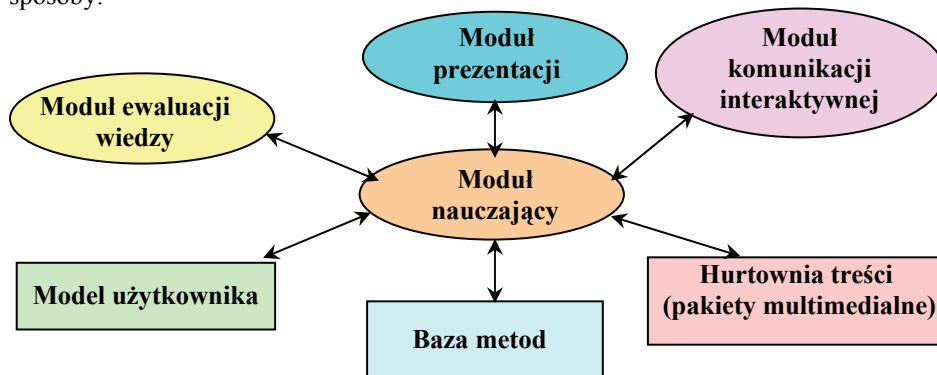 sposoby:
Moduł
prezentacji
Moduł
komunikacji
interaktywnej
Moduł ewaluacji
wiedzy
Moduł
nauczający
Model użytkownika
Baza metod
Hurtownia treści
(pakiety multimedialne)